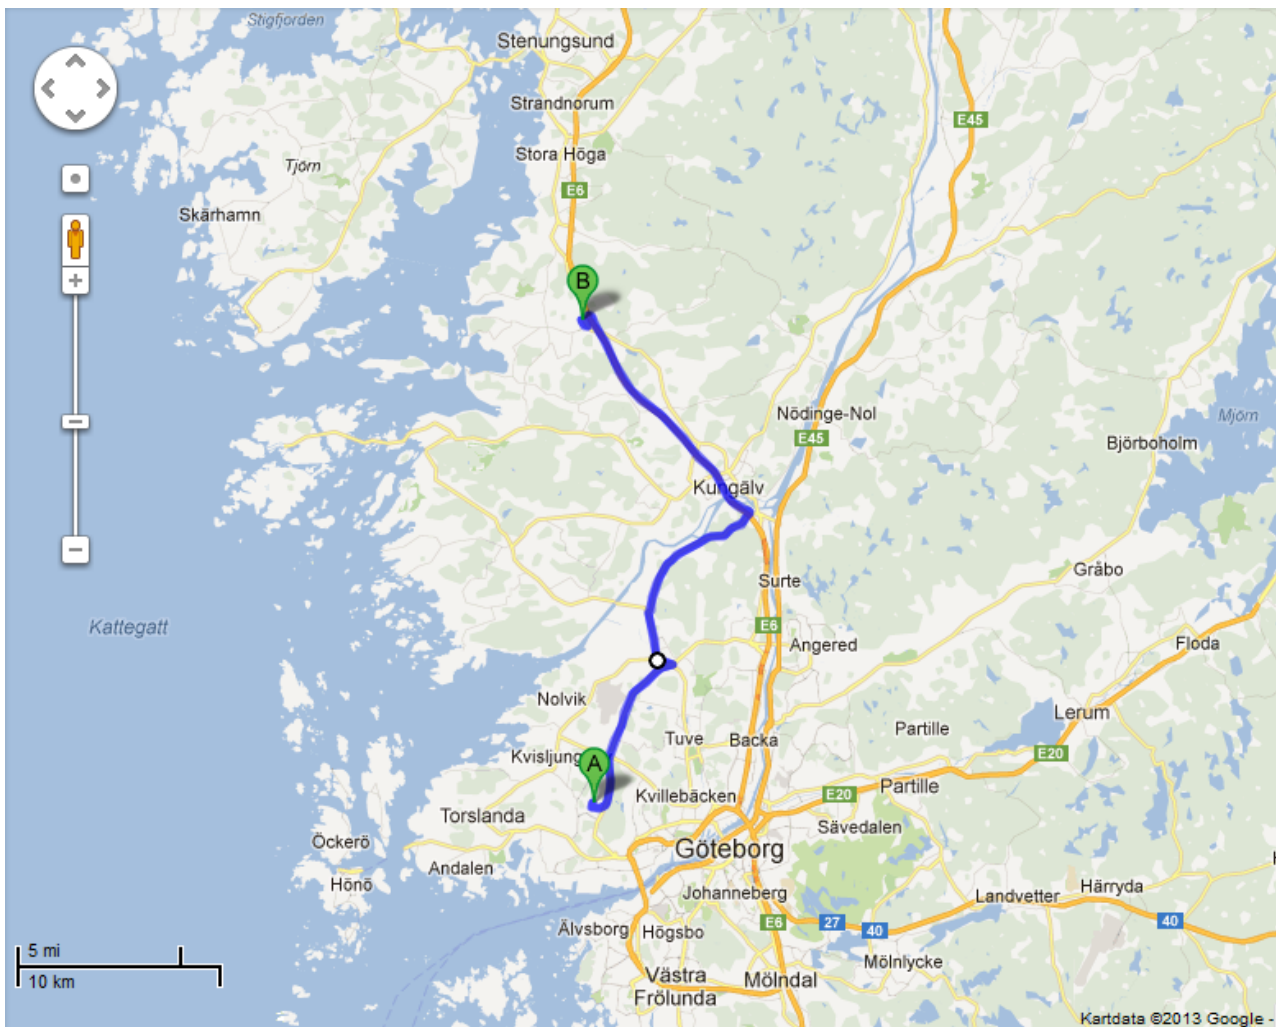 Stigfjorden
Stenungsund
Strandnorum
E45
Stora Höga
Tjörn
E6
Skärhamn
B
Nödinge-Nol
Mjörn
E45
Björboholm
Kungälv
Gråbo
Surte
Kattegatt
E6
Angered
Floda
Nolvik
Lerum
Partille
Tuve
Backa
E20
Kvisljung
A
Partille
E20
Kvillebäcken
Torslanda
Sävedalen
Öckerö
Göteborg
Andalen
Hönö
Härryda
Johanneberg
Landvetter
E6
27
40
40
Älvsborg
Högsbo
5 mi
Mölnlycke
Västra
Frölunda
Mölndal
10 km
Kartdata ©2013 Google -